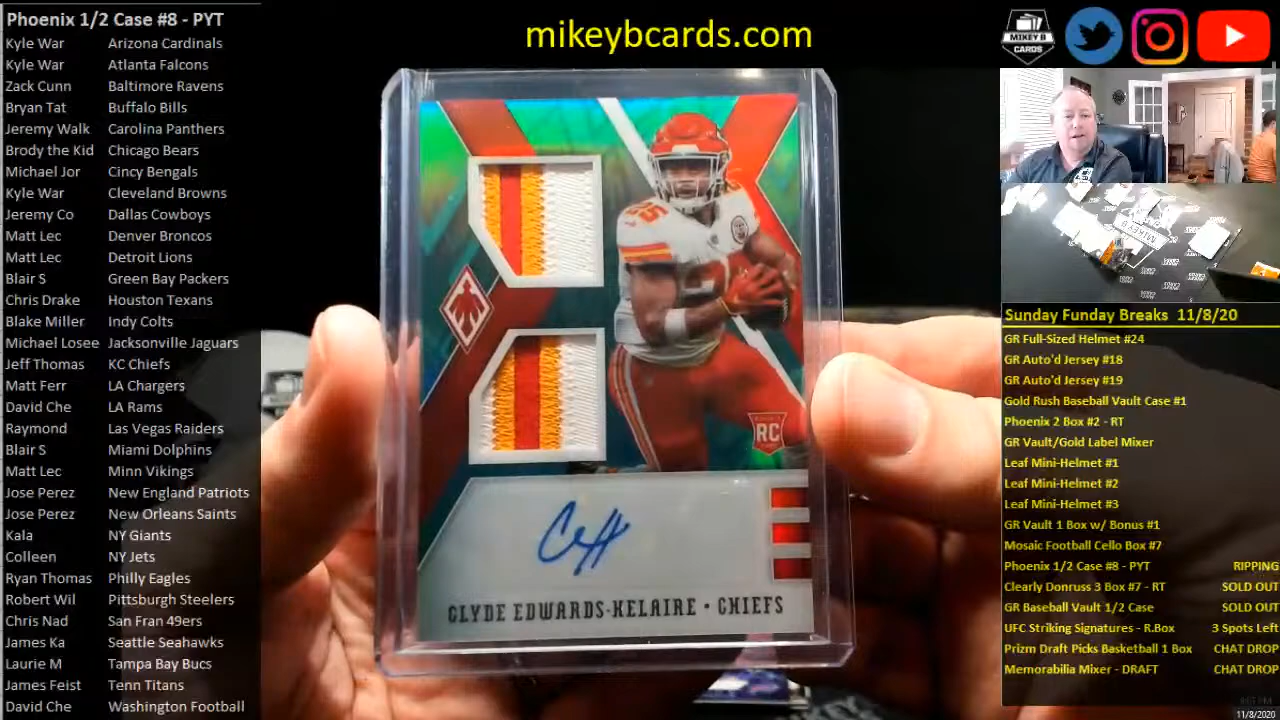 Phoenix 1/2 Case #8 - PYT
Kyle War Arizona Cardinals
Kyle War Atlanta Falcons
Zack Cunn Baltimore Ravens
Bryan Tat Buffalo Bills
Jeremy Walk Carolina Panthers
Brody the Kid Chicago Bears
Michael Jor Cincy Bengals
Kyle War Cleveland Browns
Jeremy Co Dallas Cowboys
Matt Lec Denver Broncos
Matt Lec Detroit Lions
Blair S Green Bay Packers
Chris Drake Houston Texans
Blake Miller Indy Colts
Michael Losee Jacksonville Jaguars
Jeff Thomas KC Chiefs
Matt Ferr LA Chargers
David Che LA Rams
Raymond Las Vegas Raiders
Blair S Miami Dolphins
Matt Lec Minn Vikings
Jose Perez New England Patriots
Jose Perez New Orleans Saints
Kala NY Giants
Colleen NY Jets
Ryan Thomas Philly Eagles
Robert Wil Pittsburgh Steelers
Chris Nad San Fran 49ers
James Ka Seattle Seahawks
Laurie M Tampa Bay Bucs
James Feist Tenn Titans
David Che Washington Football
mikeybcards.com
25
RC
CLYDE EDWARDS-HELAIRE • CHIEFS
MIKEY B
CARDS
Sunday Funday Breaks 11/8/20
GR Full-Sized Helmet #24
GR Auto'd Jersey #18
GR Auto'd Jersey #19
Gold Rush Baseball Vault Case #1
Phoenix 2 Box #2 - RT
GR Vault/Gold Label Mixer
Leaf Mini-Helmet #1
Leaf Mini-Helmet #2
Leaf Mini-Helmet #3
GR Vault 1 Box w/ Bonus #1
Mosaic Football Cello Box #7
Phoenix 1/2 Case #8 - PYT RIPPING
Clearly Donruss 3 Box #7 - RT SOLD OUT
GR Baseball Vault 1/2 Case SOLD OUT
UFC Striking Signatures - R.Box 3 Spots Left
Prizm Draft Picks Basketball 1 Box CHAT DROP
Memorabilia Mixer - DRAFT CHAT DROP
11/8/2020